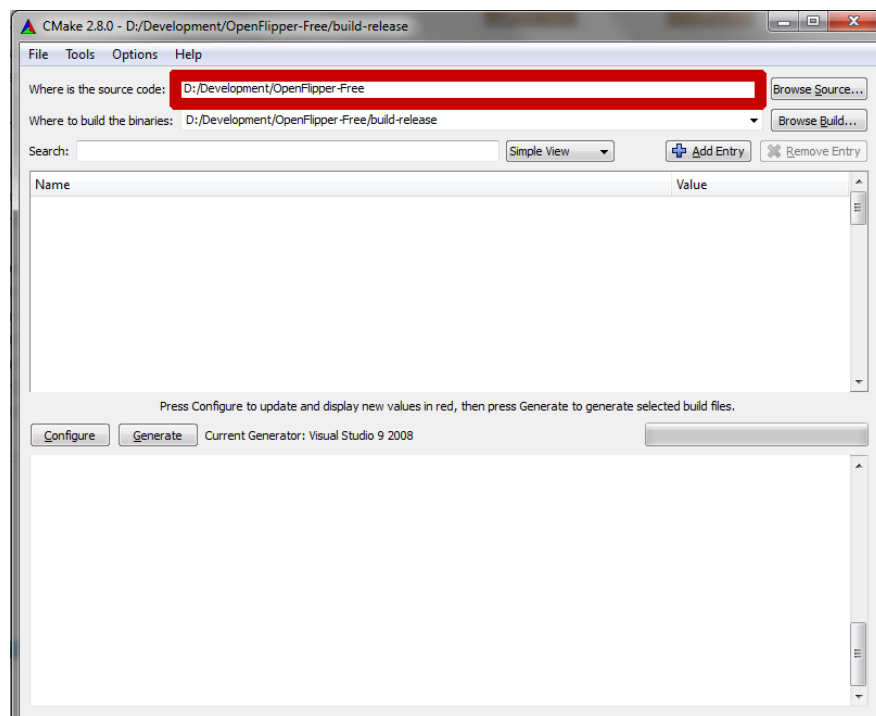 CMake 2.8.0 - D:/Development/OpenFlipper-Free/build-release
File Tools Options Help
Where is the source code: D:/Development/OpenFlipper-Free Browse Source...
Where to build the binaries: D:/Development/OpenFlipper-Free/build-release Browse Build...
Search: Simple View Add Entry Remove Entry
Name Value
Press Configure to update and display new values in red, then press Generate to generate selected build files.
Configure Generate Current Generator: Visual Studio 9 2008